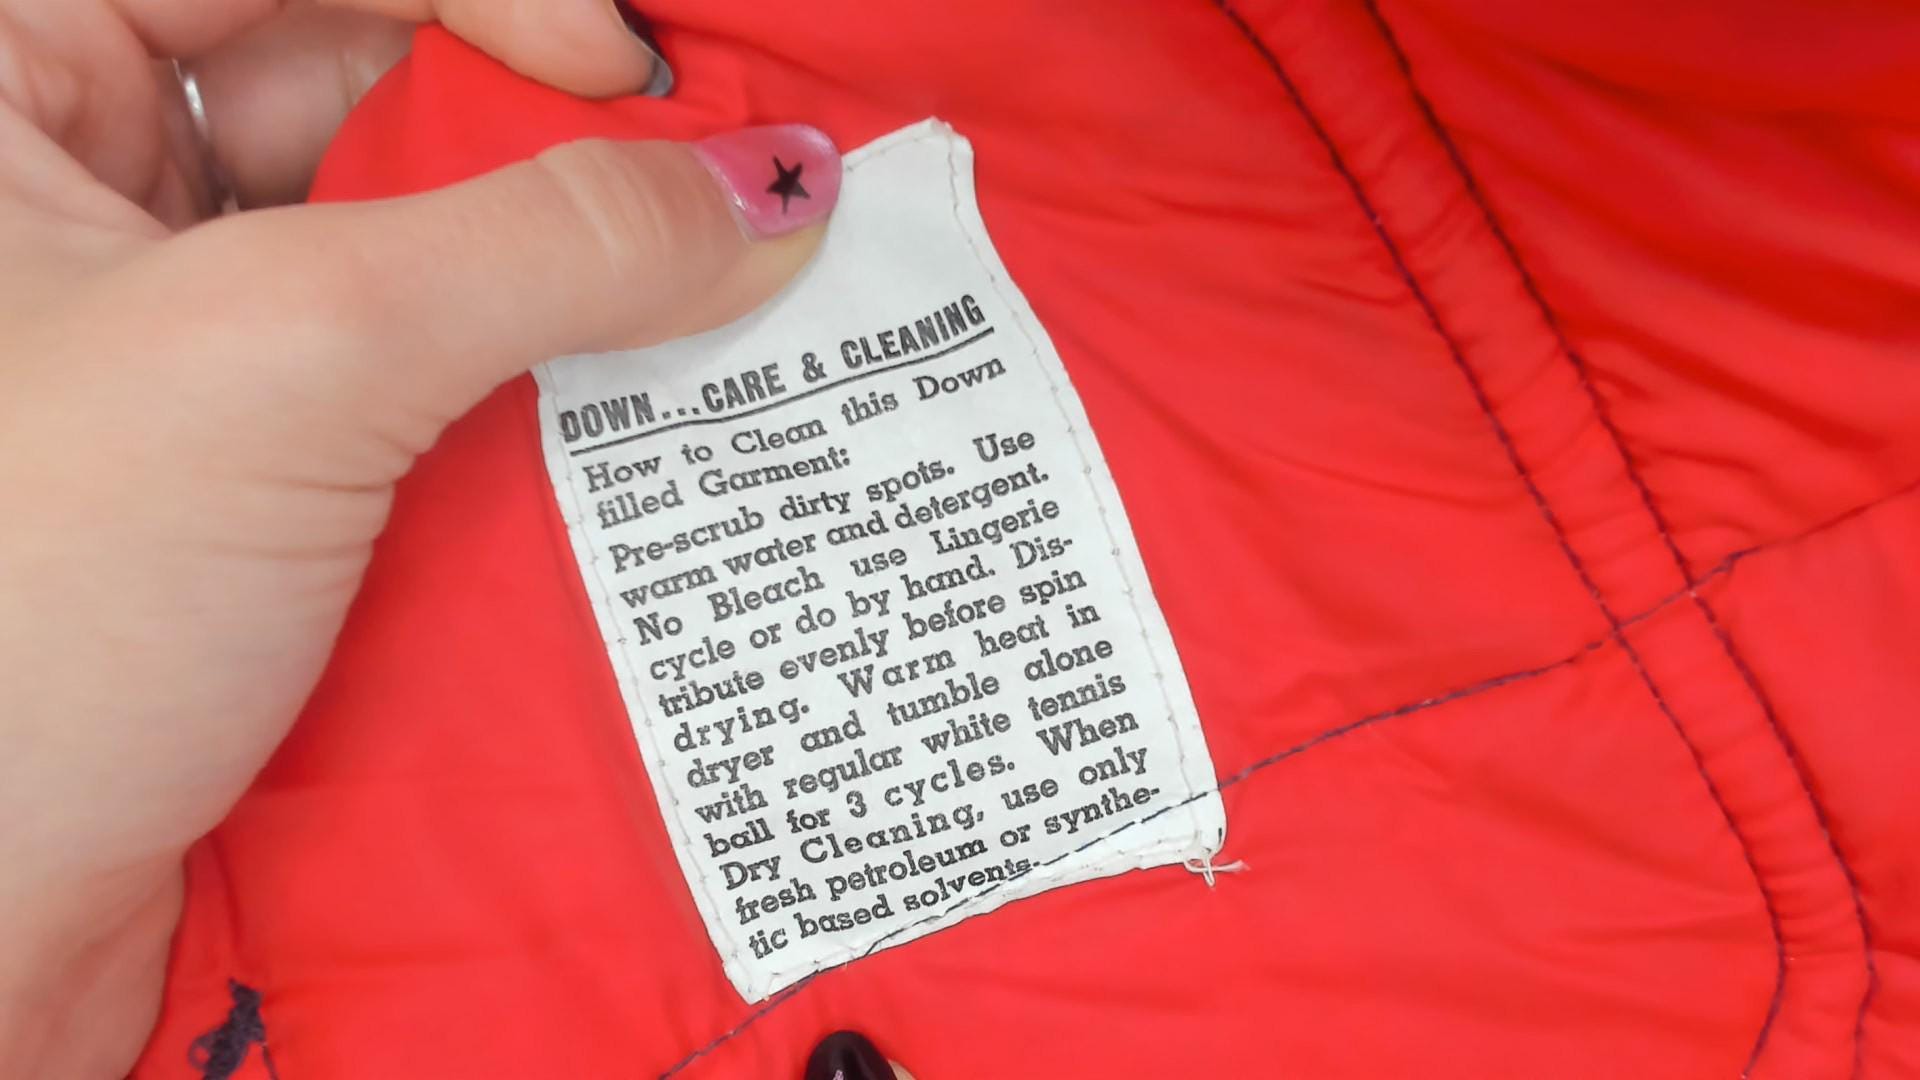 DOWN...CARE & CLEANING
How to Clean this Down
filled Garment:
Pre-scrub dirty spots. Use
warm water and detergent.
No Bleach use Lingerie
cycle or do by hand. Dis-
tribute evenly before spin
drying. Warm heat in
dryer and tumble alone
with regular white tennis
ball for 3 cycles. When
Dry Cleaning, use only
fresh petroleum or synthe-
tic based solvents.